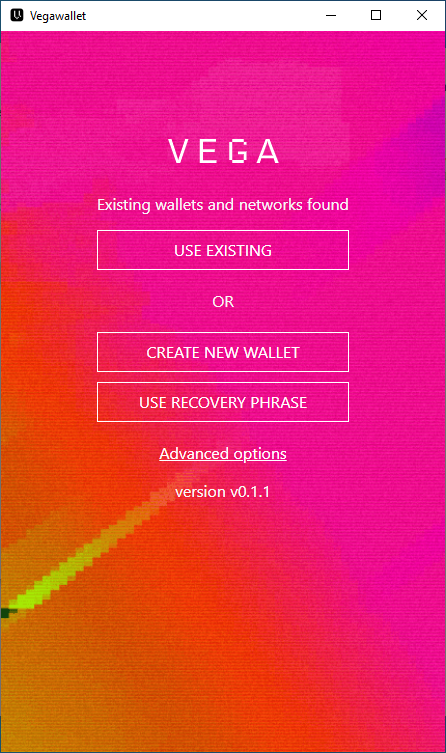 Vegawallet
VEGA
Existing wallets and networks found
USE EXISTING
OR
CREATE NEW WALLET
USE RECOVERY PHRASE
Advanced options
version v0.1.1